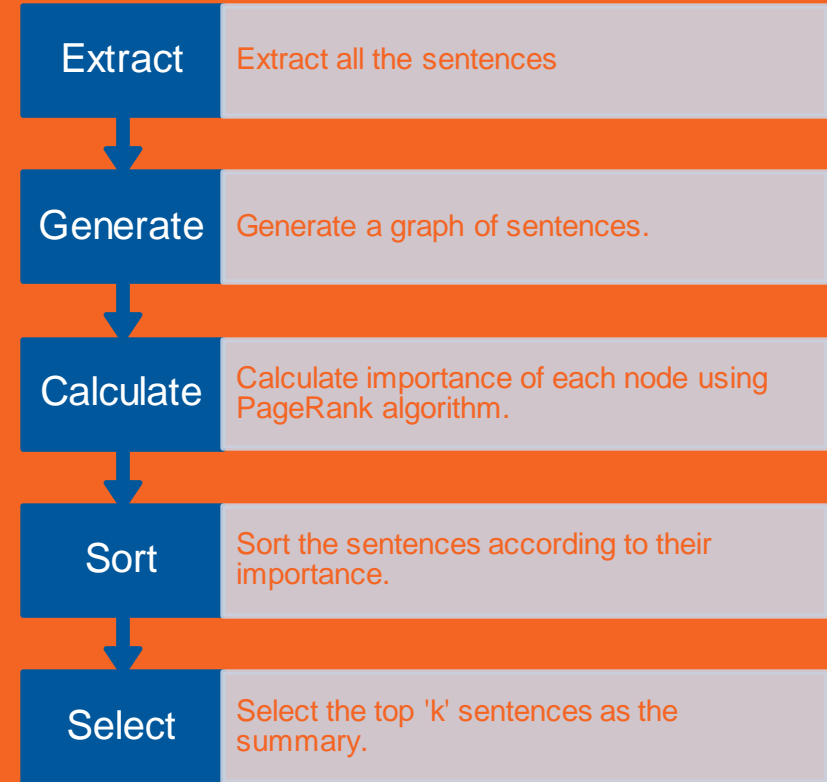 Extract
Extract all the sentences
Generate
Generate a graph of sentences.
Calculate
Calculate importance of each node using
PageRank algorithm.
Sort
Sort the sentences according to their
importance.
Select
Select the top 'k' sentences as the
summary.